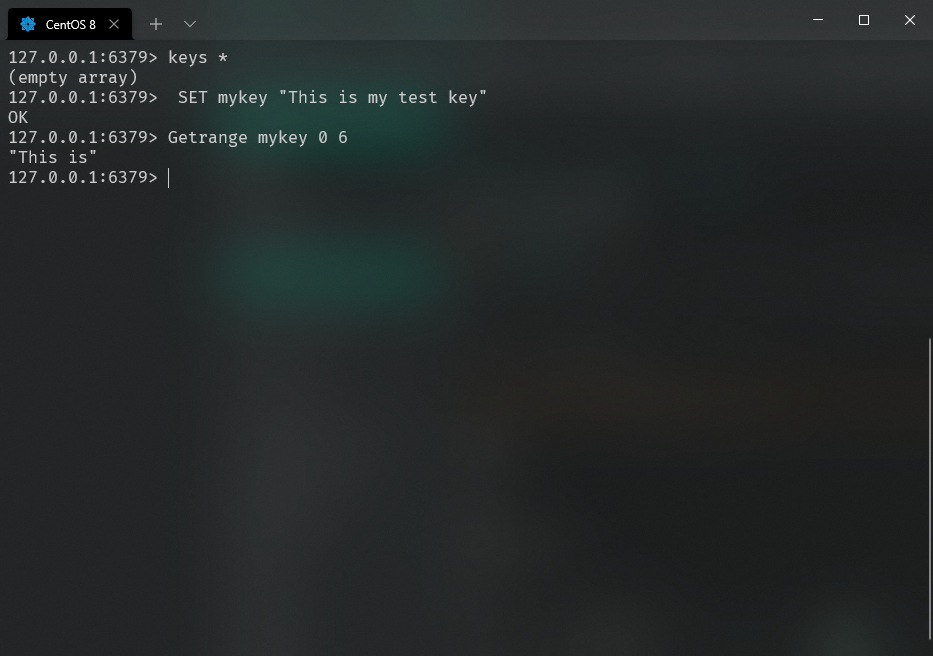 CentOS 8
127.0.0.1:6379> keys *
(empty array)
127.0.0.1:6379>  SET mykey "This is my test key"
OK
127.0.0.1:6379> Getrange mykey 0 6
"This is"
127.0.0.1:6379>